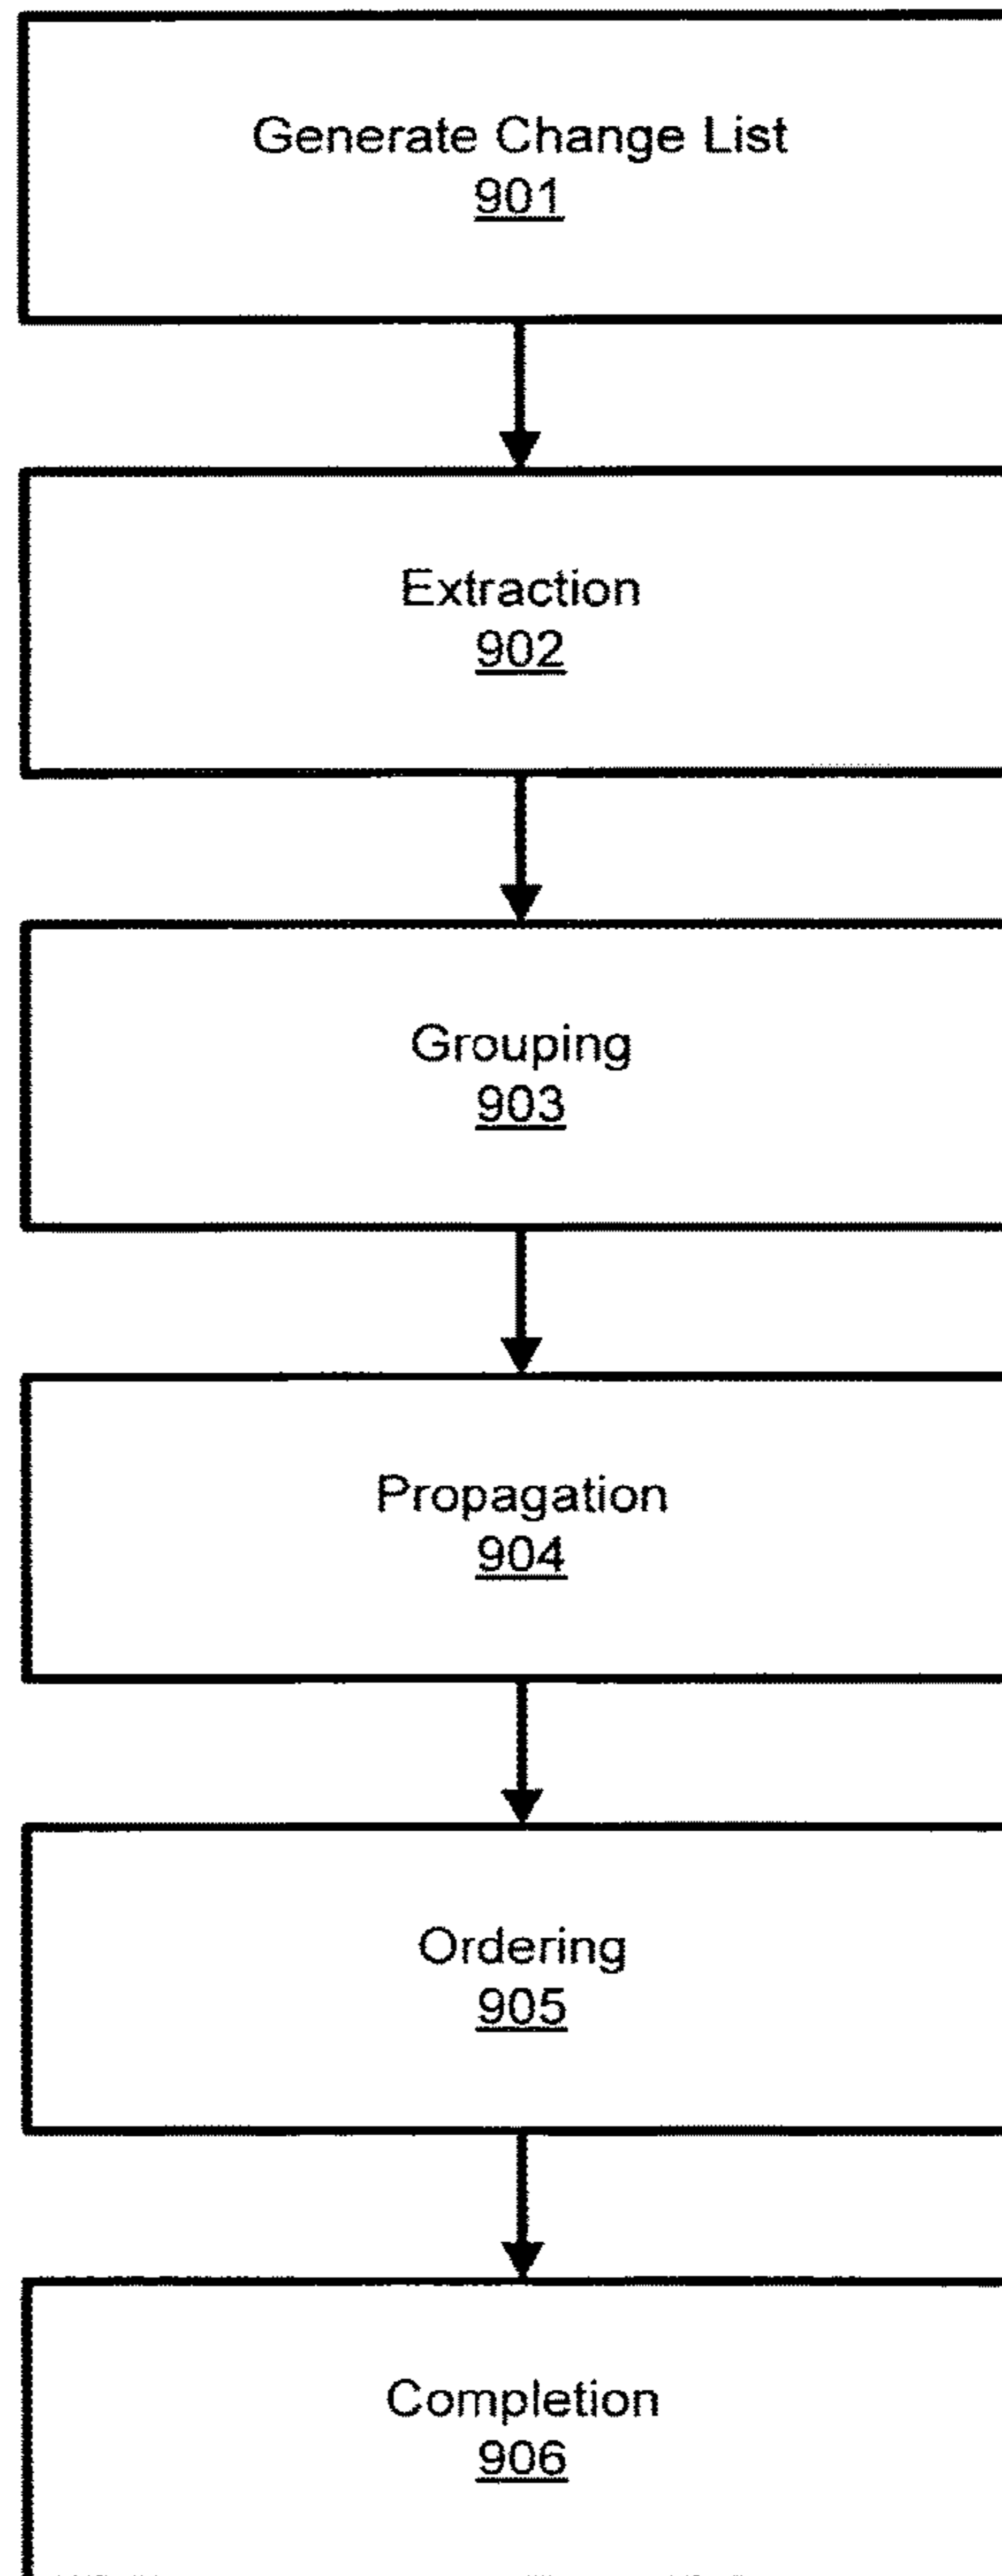 Generate Change List
901
Extraction
902
Grouping
903
Propagation
904
Ordering
905
Completion
906